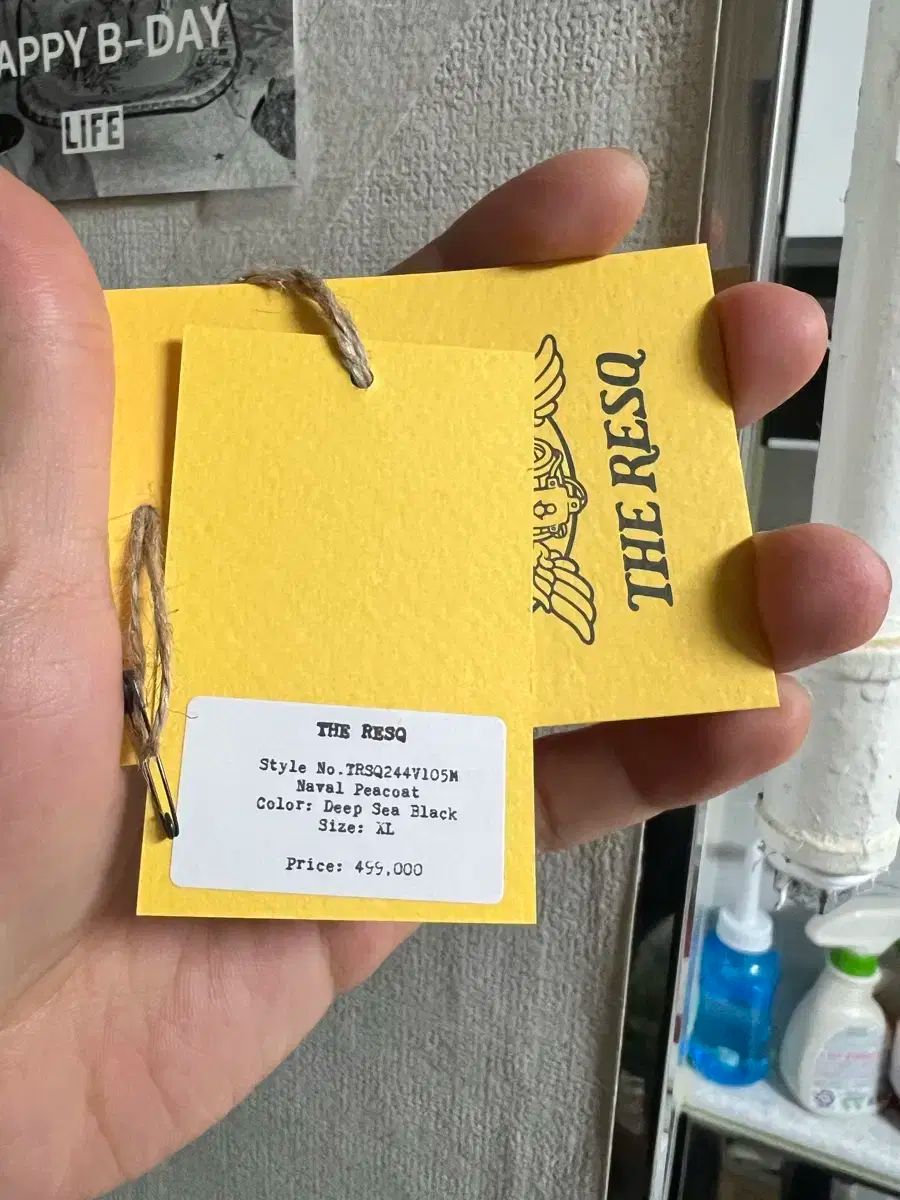 APPY B-DAY
LIFE
THE RESQ
THE RESQ
Style No.TRSQ244V105M
Naval Peacoat
Color: Deep Sea Black
Size: XL
Price: 499,000